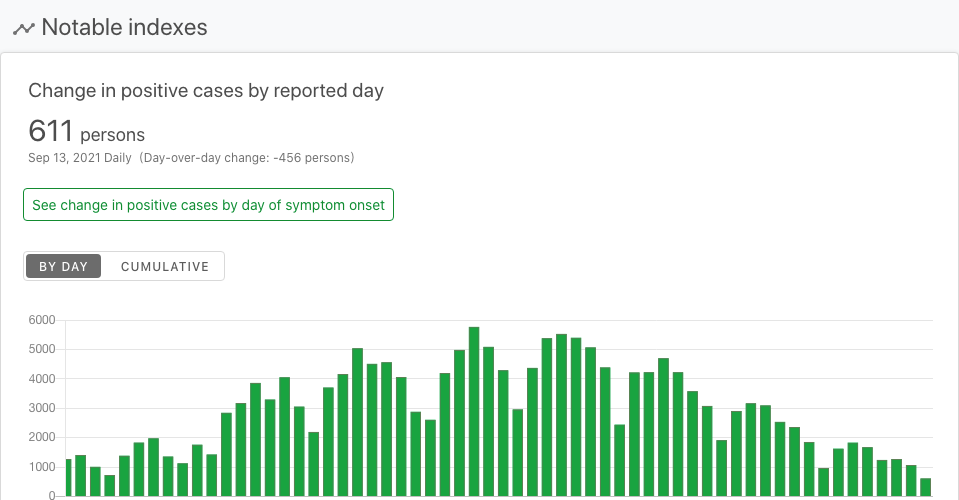 Notable indexes
Change in positive cases by reported day
611 persons
Sep 13, 2021 Daily (Day-over-day change: -456 persons)
See change in positive cases by day of symptom onset
BY DAY CUMULATIVE
6000
5000
4000
3000
2000
1000
0